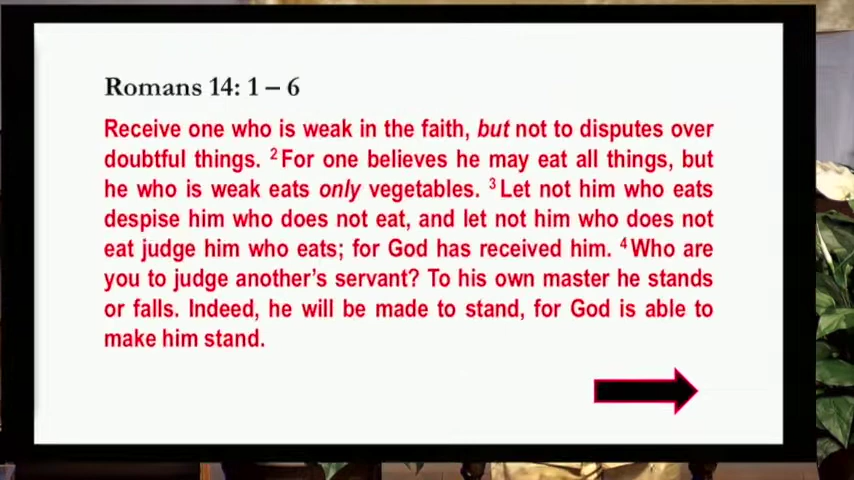 Romans 14: 1 – 6
Receive one who is weak in the faith, but not to disputes over
doubtful things. ² For one believes he may eat all things, but
he who is weak eats only vegetables. ³ Let not him who eats
despise him who does not eat, and let not him who does not
eat judge him who eats; for God has received him. ⁴ Who are
you to judge another’s servant? To his own master he stands
or falls. Indeed, he will be made to stand, for God is able to
make him stand.